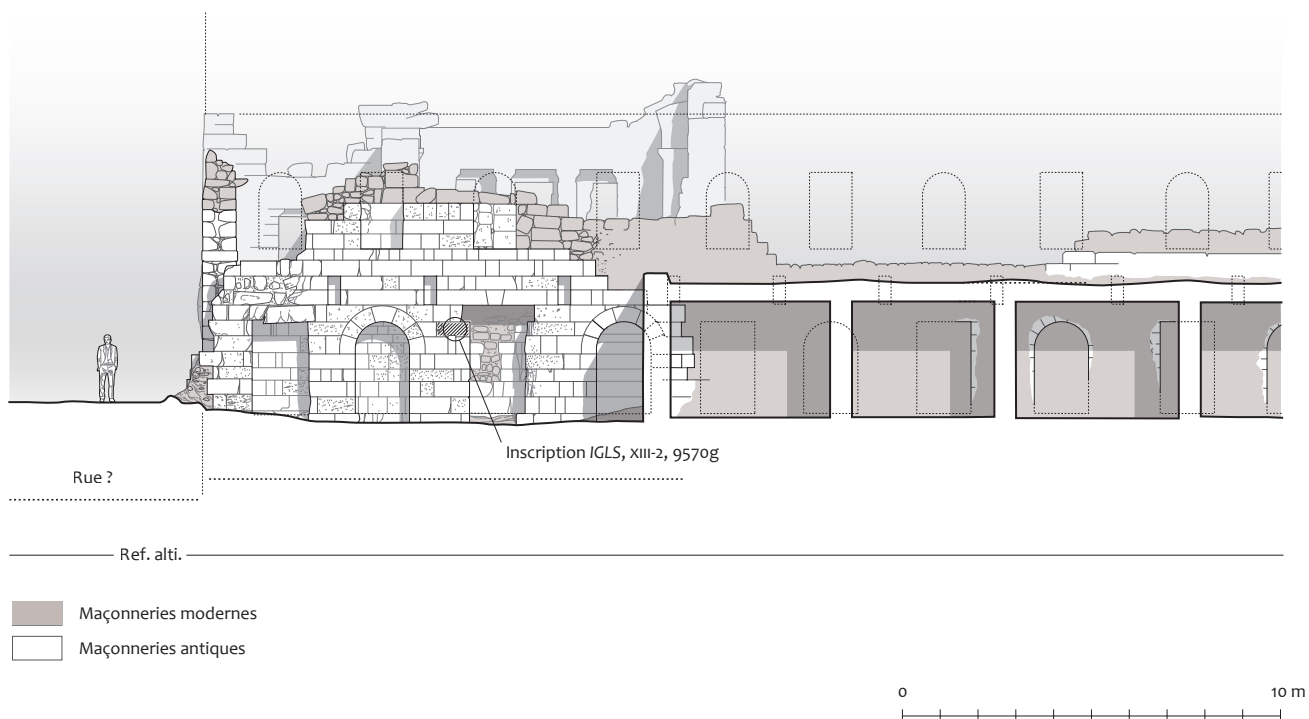 Inscription IGLS, XIII-2, 9570g
Rue ?
Ref. alti.
Maçonneries modernes
Maçonneries antiques
0 10 m